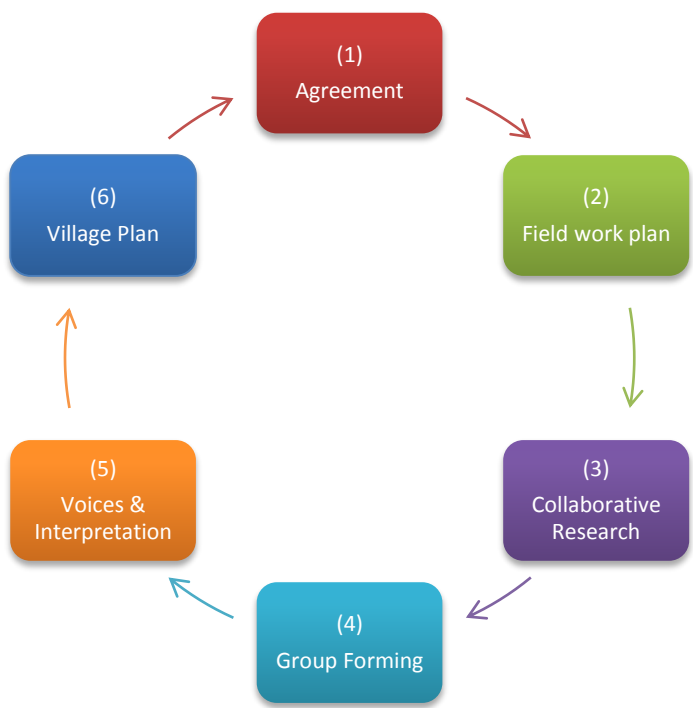 (1)
Agreement
(2)
Field work plan
(3)
Collaborative
Research
(4)
Group Forming
(5)
Voices &
Interpretation
(6)
Village Plan